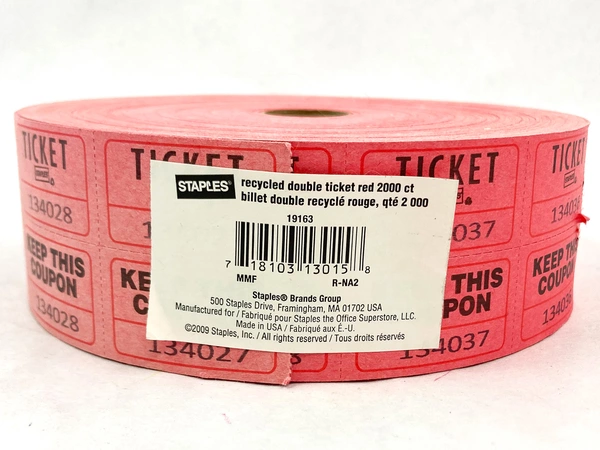 TICKET
134028
KEEP THIS
COUPON
134028
TICKET
KEEP
134027
STAPLES
recycled double ticket red 2000 ct
billet double recyclé rouge, qté 2 000
19163
7 18103 13015 8
MMF R-NA2
Staples® Brands Group
500 Staples Drive, Framingham, MA 01702 USA
Manufactured for / Fabriqué pour Staples the Office Superstore, LLC.
Made in USA / Fabriqué aux É.-U.
©2009 Staples, Inc. / All rights reserved / Tous droits réservés
TICKET
037
THIS
PON
134037
TICKET
KEEP THIS
COUPON